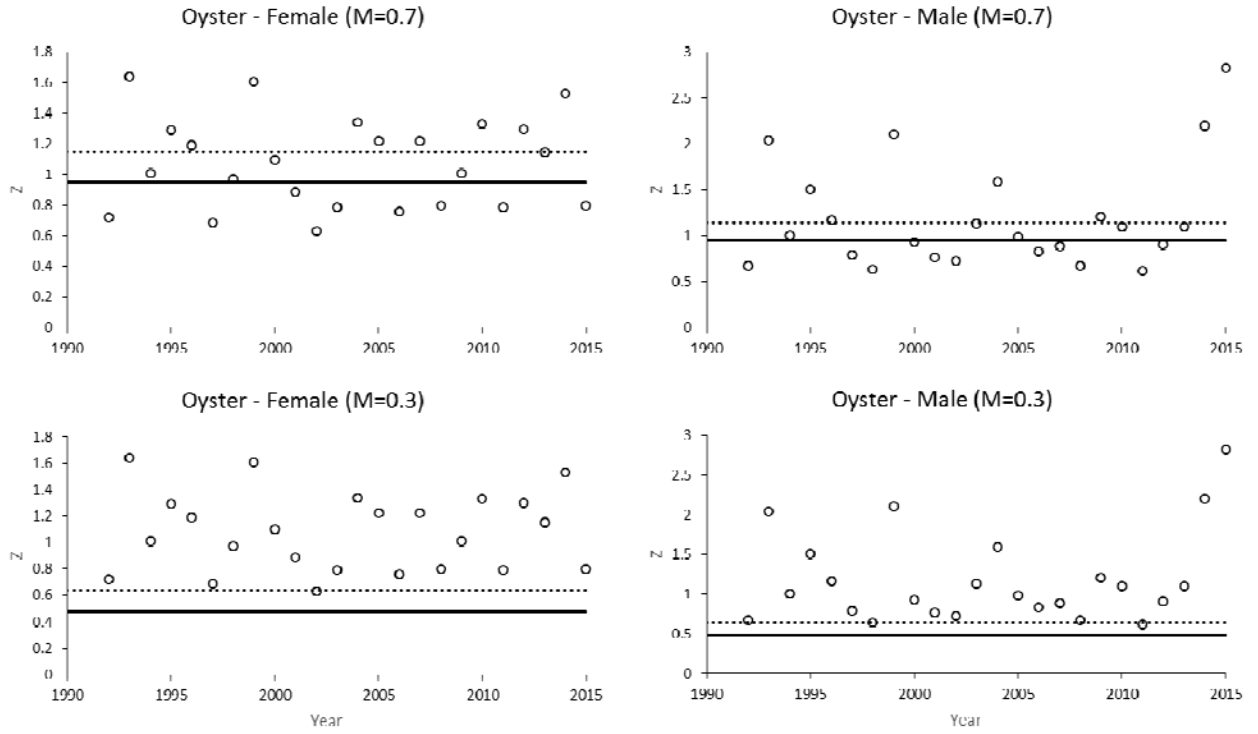 Oyster - Female (M=0.7)
1.8
1.6
1.4
1.2
1
0.8
0.6
0.4
0.2
0
Z
1990 1995 2000 2005 2010 2015
Oyster - Male (M=0.7)
3
2.5
2
1.5
1
0.5
0
Z
1990 1995 2000 2005 2010 2015
Oyster - Female (M=0.3)
1.8
1.6
1.4
1.2
1
0.8
0.6
0.4
0.2
0
Z
1990 1995 2000 2005 2010 2015
Year
Oyster - Male (M=0.3)
3
2.5
2
1.5
1
0.5
0
Z
1990 1995 2000 2005 2010 2015
Year